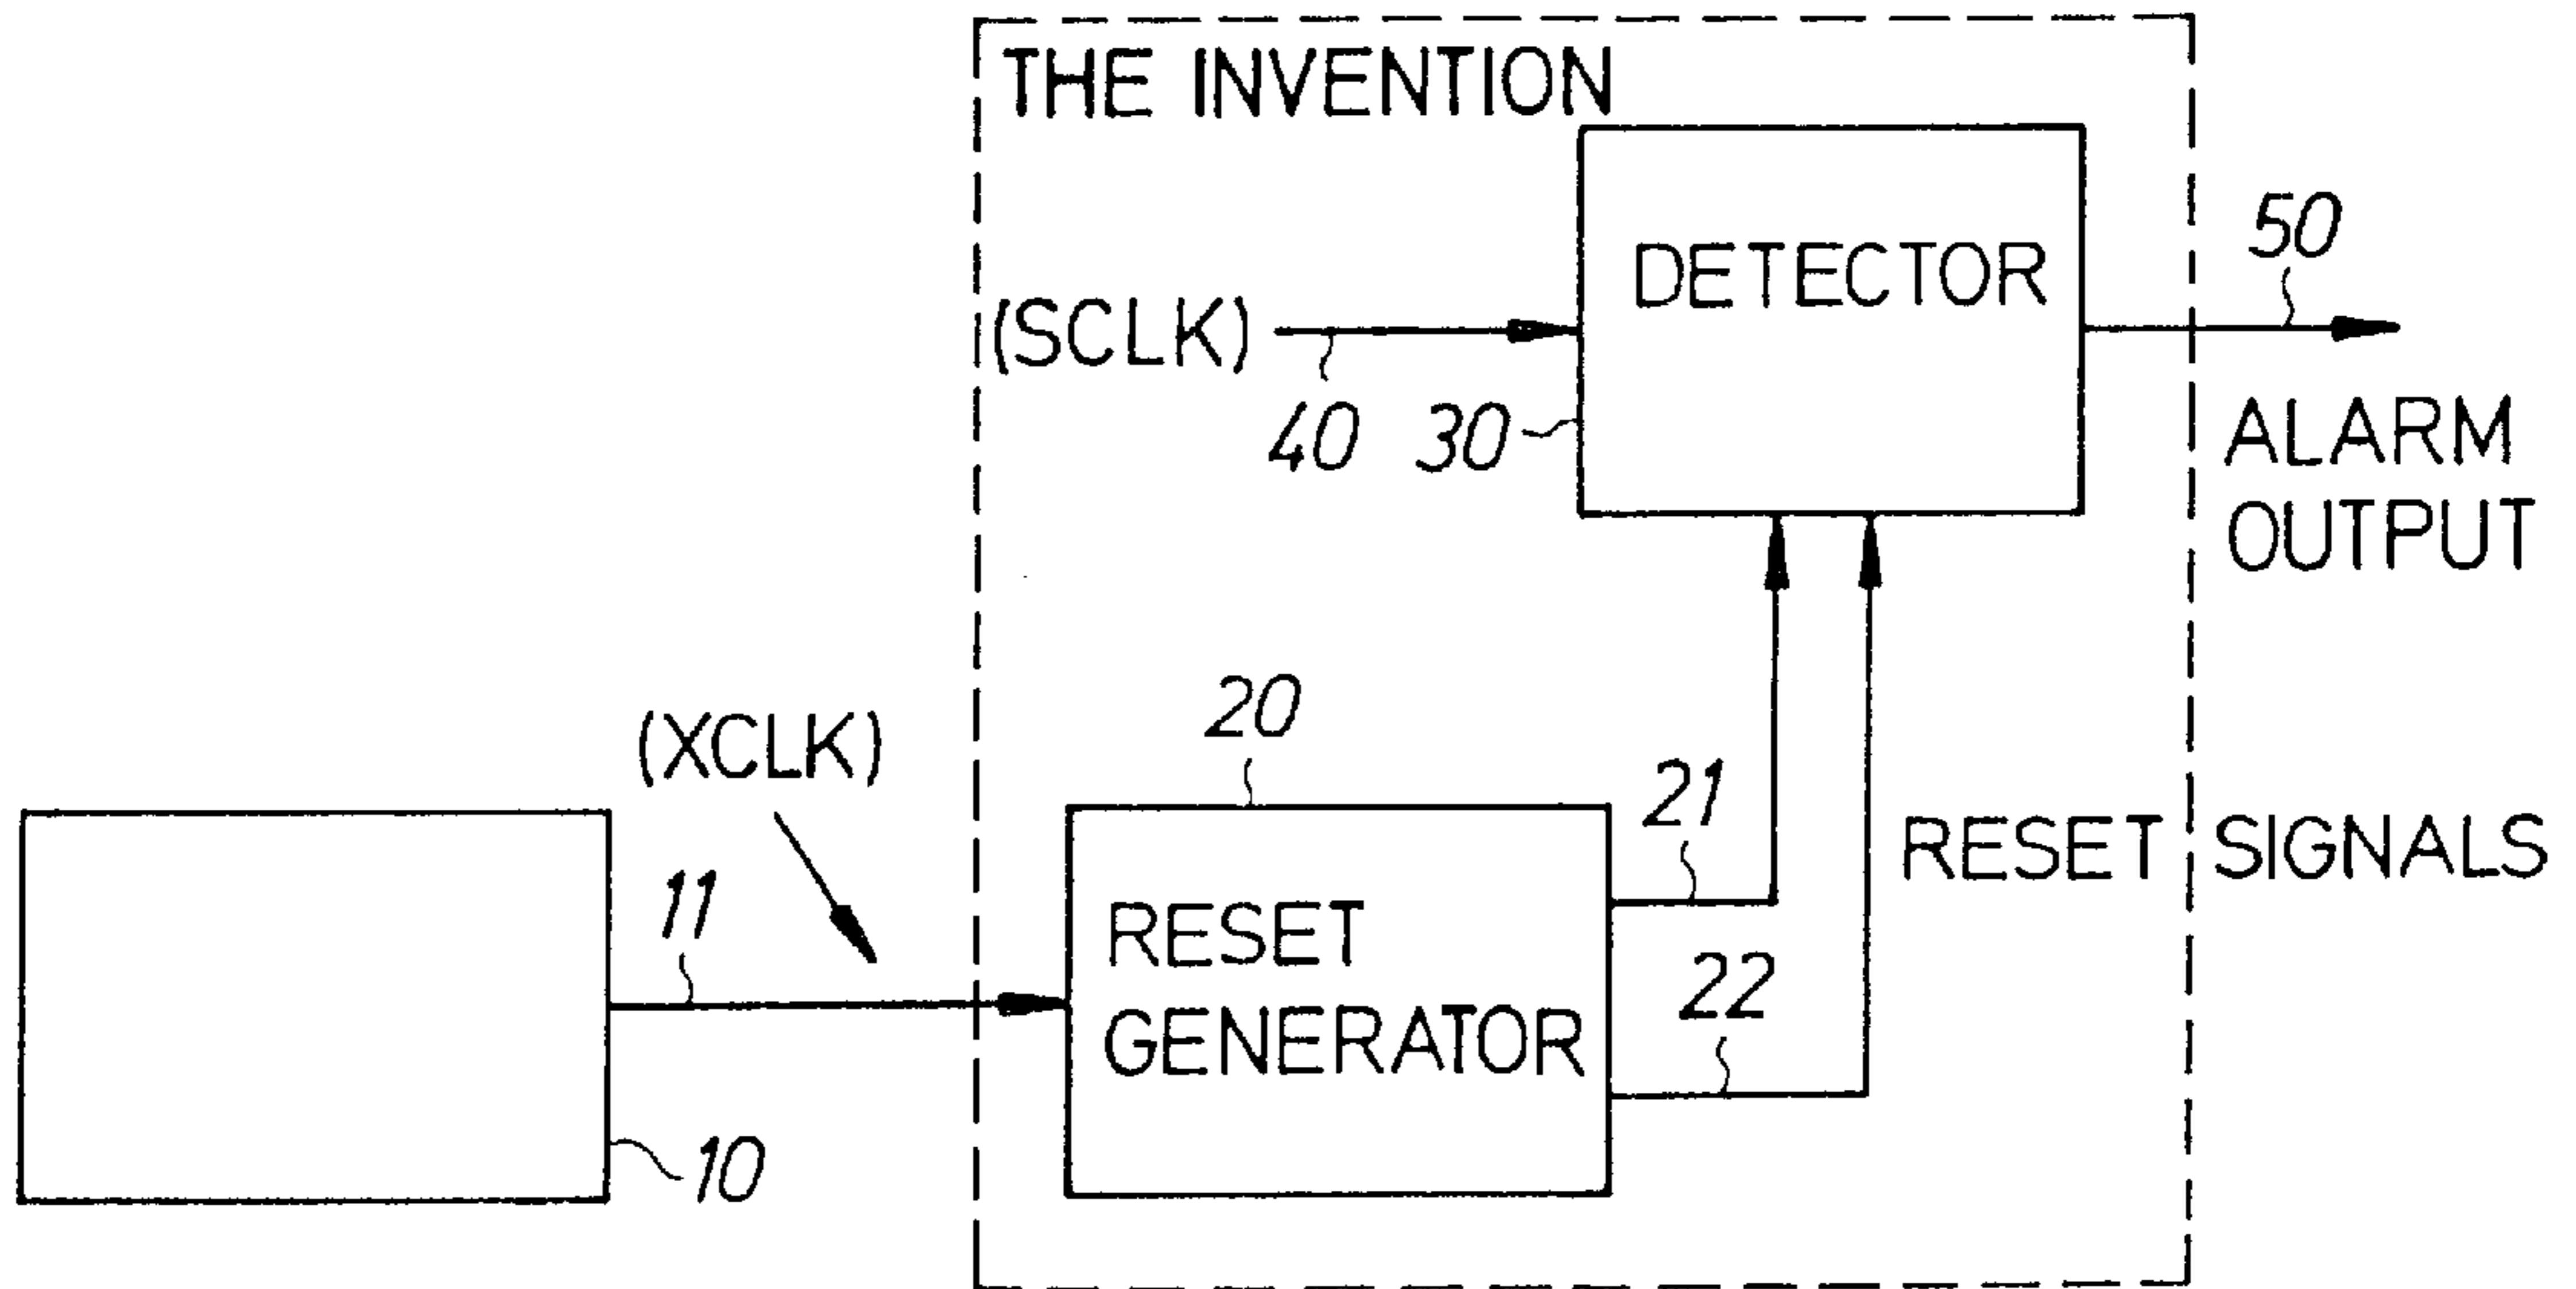 THE INVENTION
DETECTOR
50
(SCLK)
40
30
ALARM
OUTPUT
20
(XCLK)
21
RESET SIGNALS
11
RESET
GENERATOR
22
10